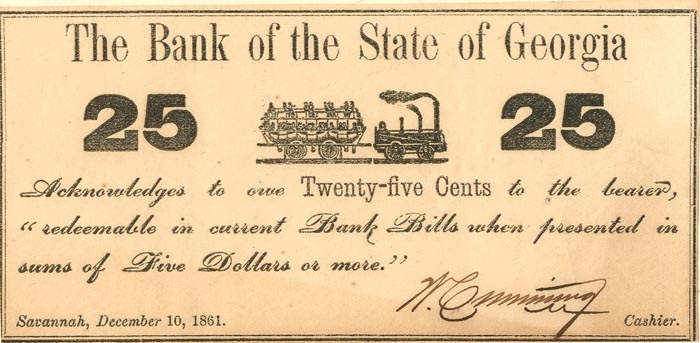 The Bank of the State of Georgia
25 25
Acknowledges to owe Twenty-five Cents to the bearer,
“redeemable in current Bank Bills when presented in
sums of Five Dollars or more.”
W. Cumming
Savannah, December 10, 1861. Cashier.